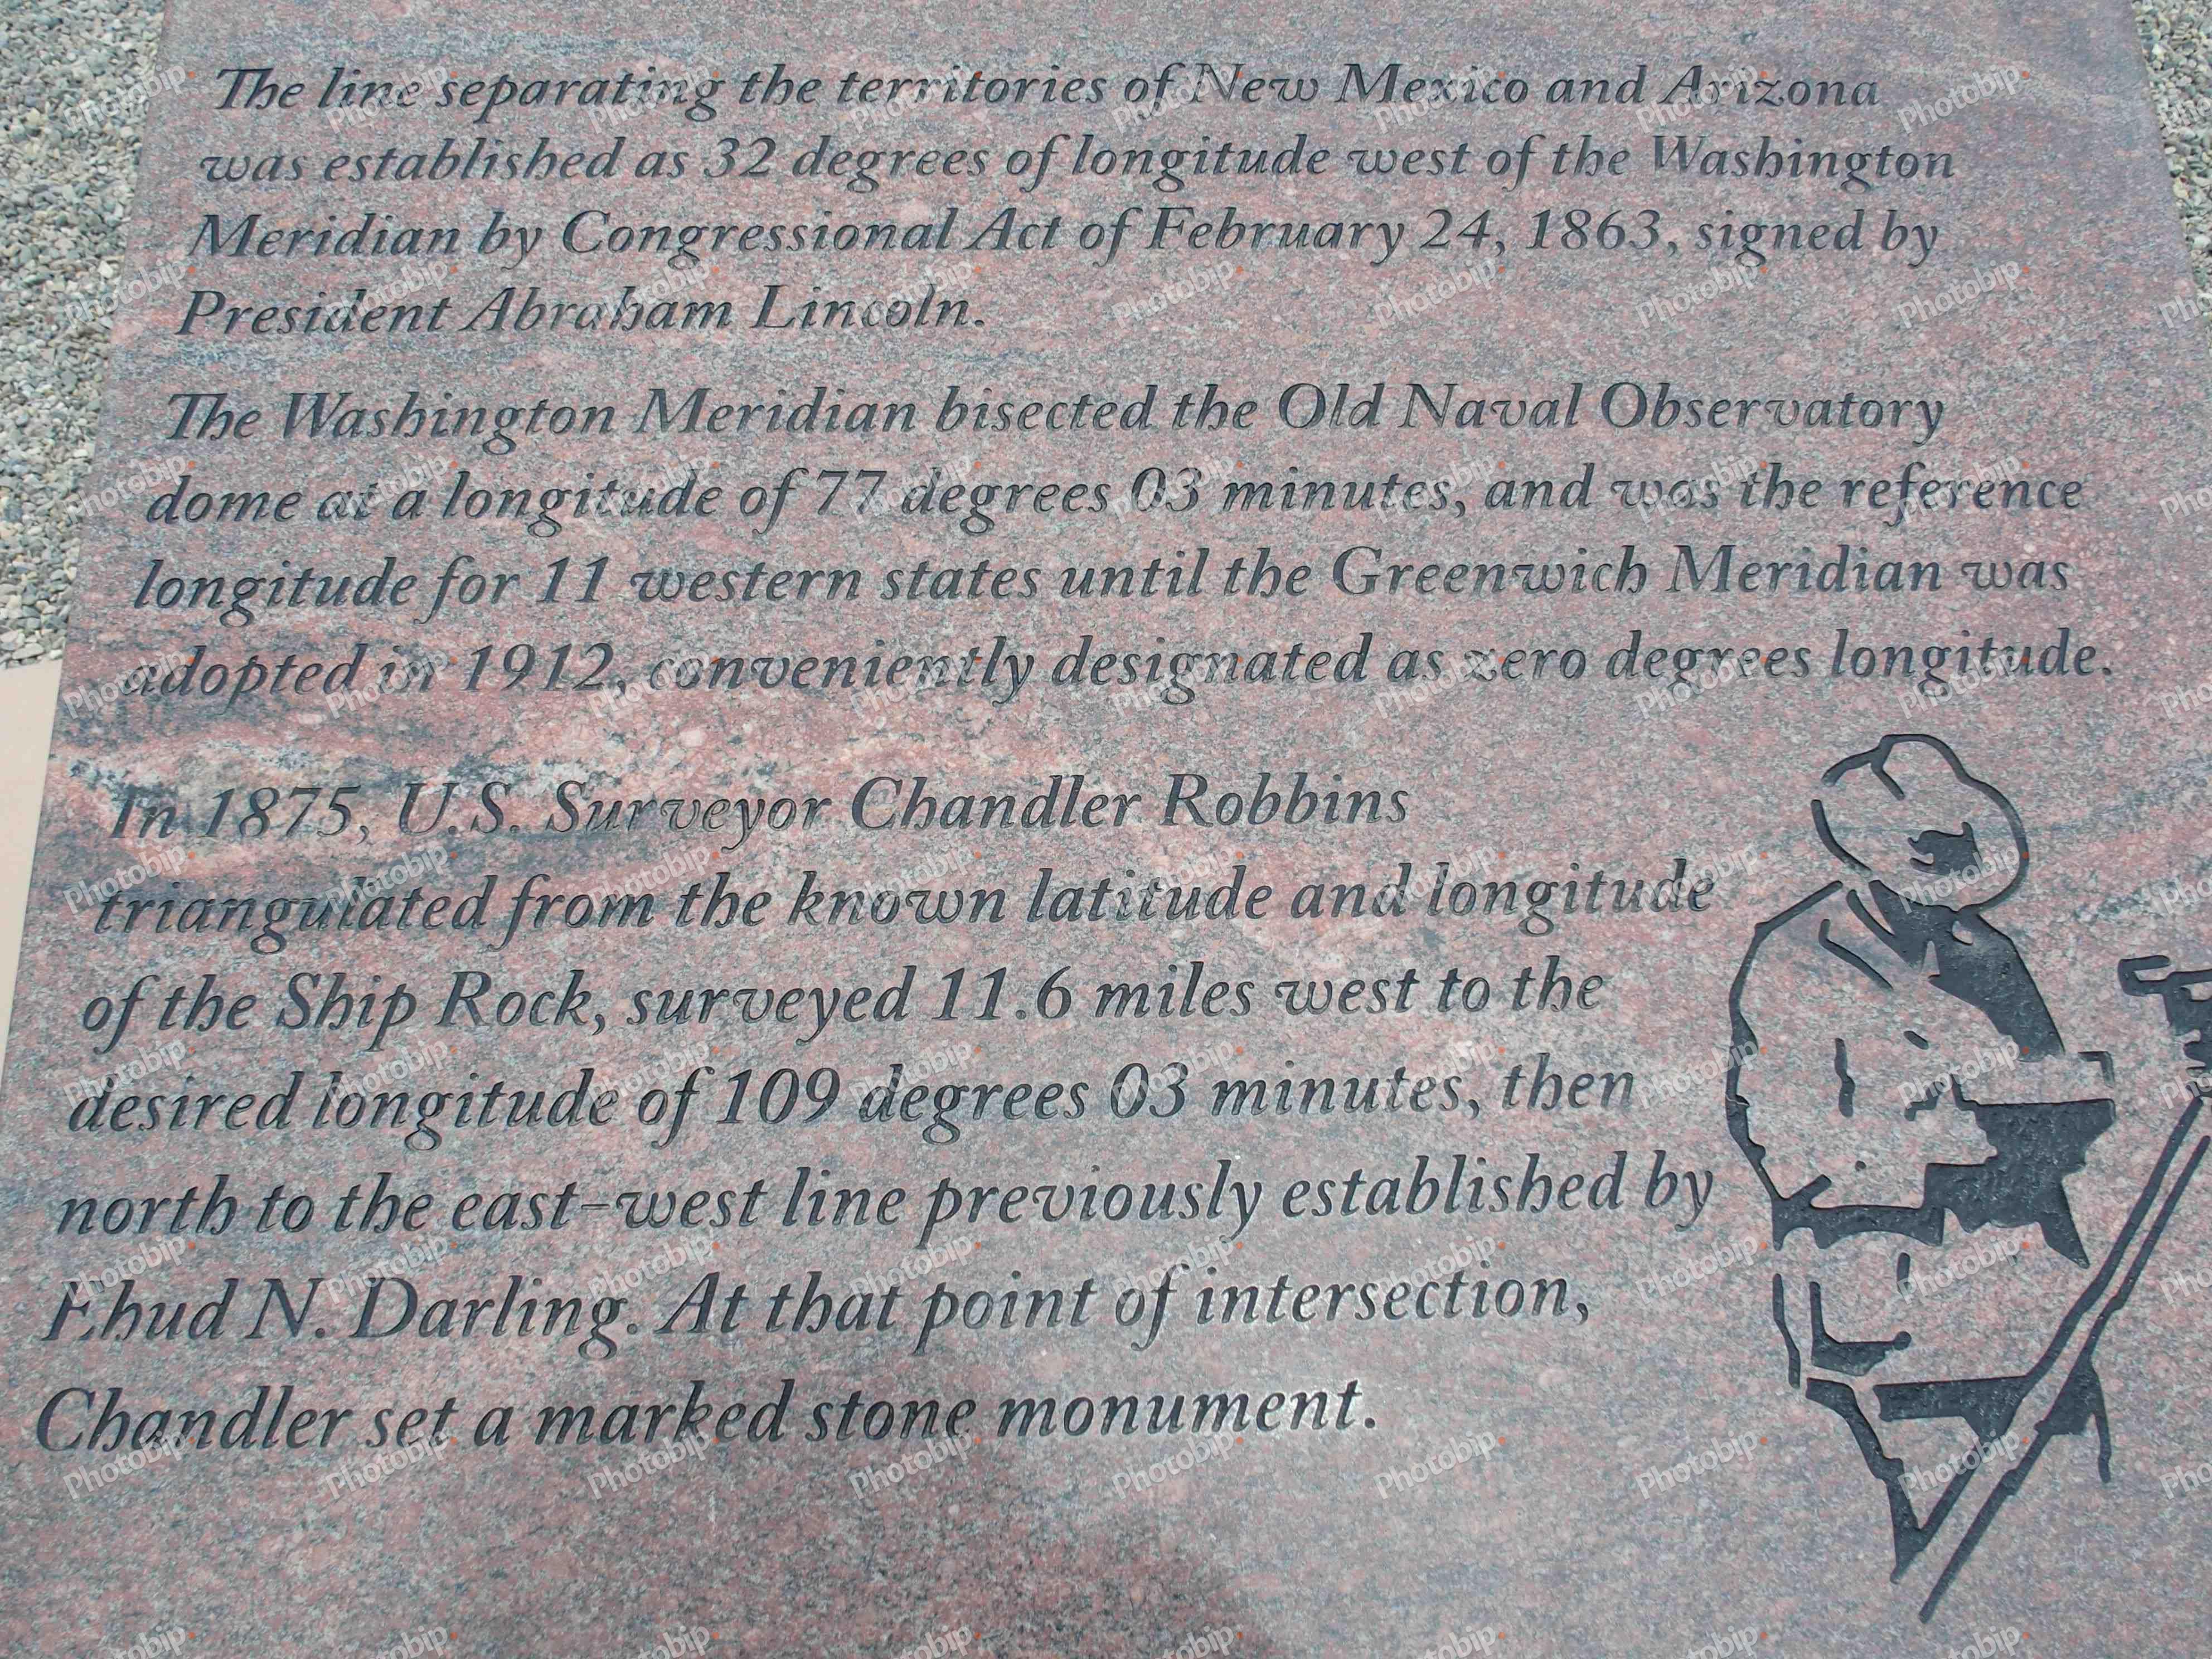 The line separating the territories of New Mexico and Arizona
was established as 32 degrees of longitude west of the Washington
Meridian by Congressional Act of February 24, 1863, signed by
President Abraham Lincoln.
The Washington Meridian bisected the Old Naval Observatory
dome at a longitude of 77 degrees 03 minutes, and was the reference
longitude for 11 western states until the Greenwich Meridian was
adopted in 1912, conveniently designated as zero degrees longitude.
In 1875, U.S. Surveyor Chandler Robbins
triangulated from the known latitude and longitude
of the Ship Rock, surveyed 11.6 miles west to the
desired longitude of 109 degrees 03 minutes, then
north to the east-west line previously established by
Ehud N. Darling. At that point of intersection,
Chandler set a marked stone monument.
Photobip